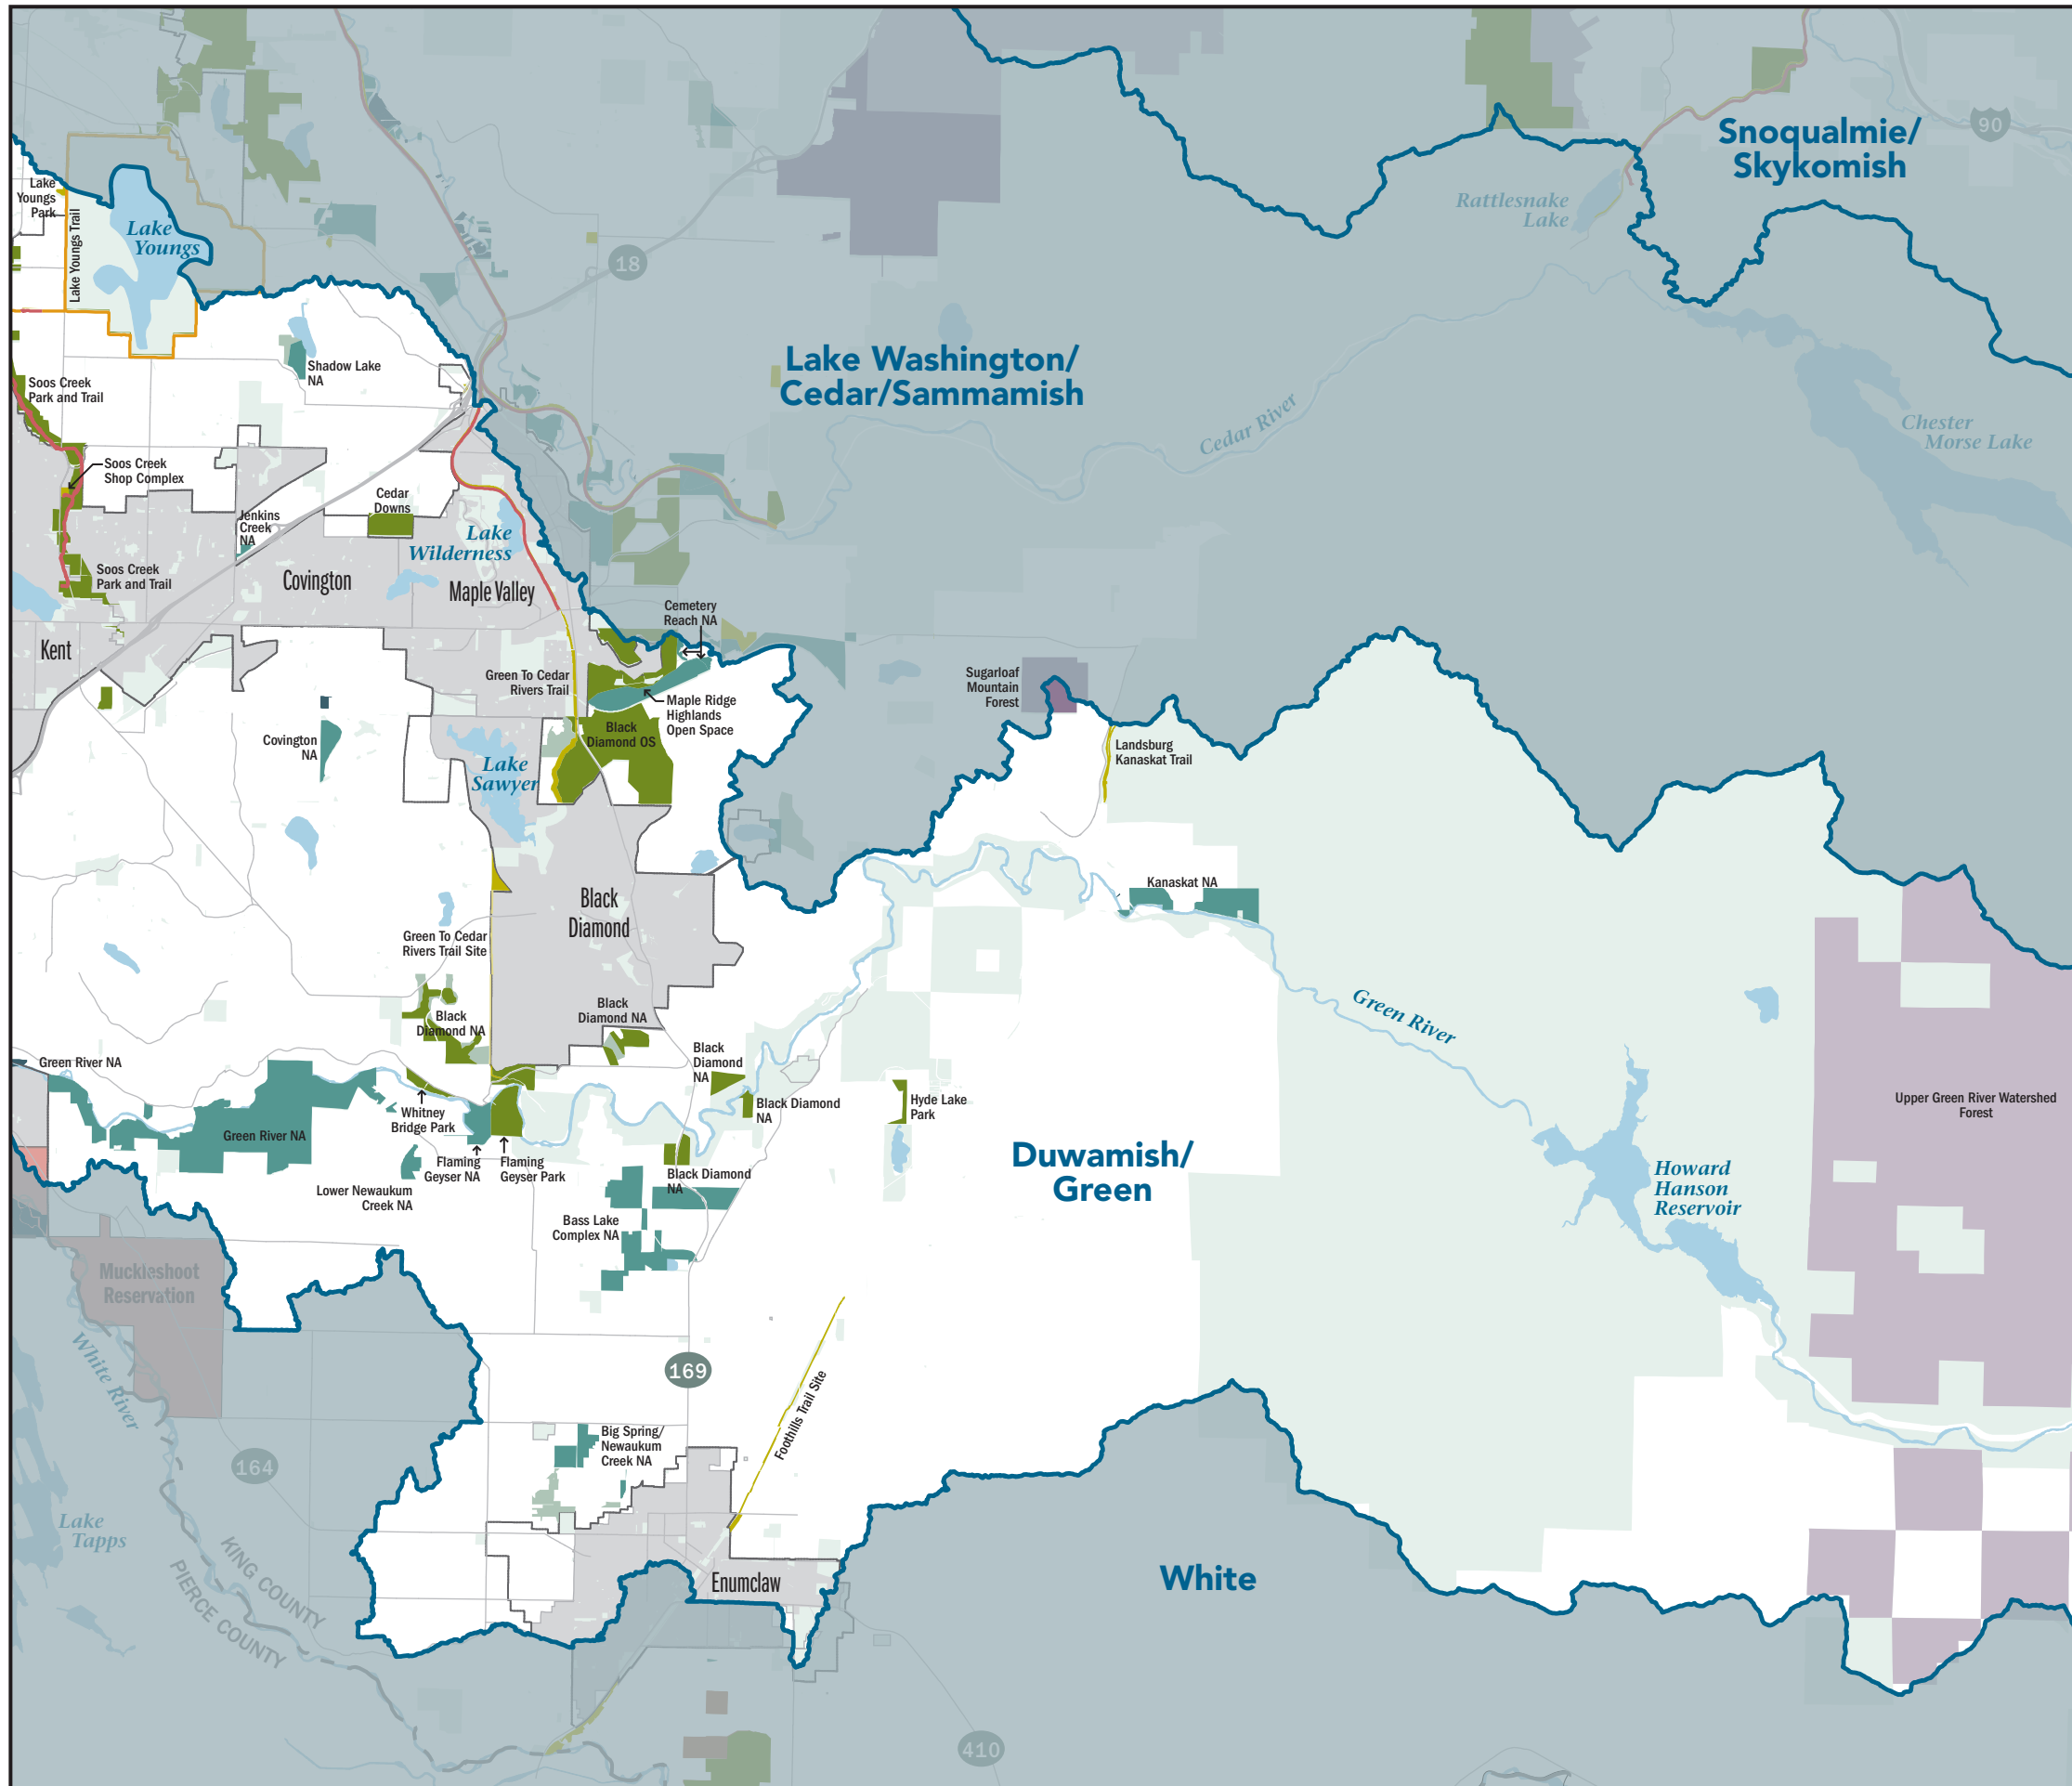 Snoqualmie/
Skykomish
90
Rattlesnake
Lake
Lake
Youngs
Park
Lake Youngs Trail
Lake
Youngs
18
Lake Washington/
Cedar/Sammamish
Cedar River
Chester
Morse Lake
Shadow Lake
NA
Soos Creek
Park and Trail
Soos Creek
Shop Complex
Jenkins
Creek
NA
Cedar
Downs
Lake
Wilderness
Soos Creek
Park and Trail
Covington
Maple Valley
Kent
Cemetery
Reach NA
Green To Cedar
Rivers Trail
Maple Ridge
Highlands
Open Space
Black
Diamond OS
Sugarloaf
Mountain
Forest
Landsburg
Kanaskat Trail
Covington
NA
Lake
Sawyer
Kanaskat NA
Black
Diamond
Green To Cedar
Rivers Trail Site
Black
Diamond NA
Black
Diamond NA
Green River
Green River NA
Black
Diamond
NA
Black Diamond
NA
Hyde Lake
Park
Upper Green River Watershed
Forest
Whitney
Bridge Park
Green River NA
Flaming
Geyser NA
Flaming
Geyser Park
Black Diamond
NA
Lower Newaukum
Creek NA
Duwamish/
Green
Howard
Hanson
Reservoir
Bass Lake
Complex NA
Muckleshoot
Reservation
White River
169
Foothills Trail Site
Big Spring/
Newaukum
Creek NA
164
Lake
Tapps
KING COUNTY
PIERCE COUNTY
Enumclaw
White
410